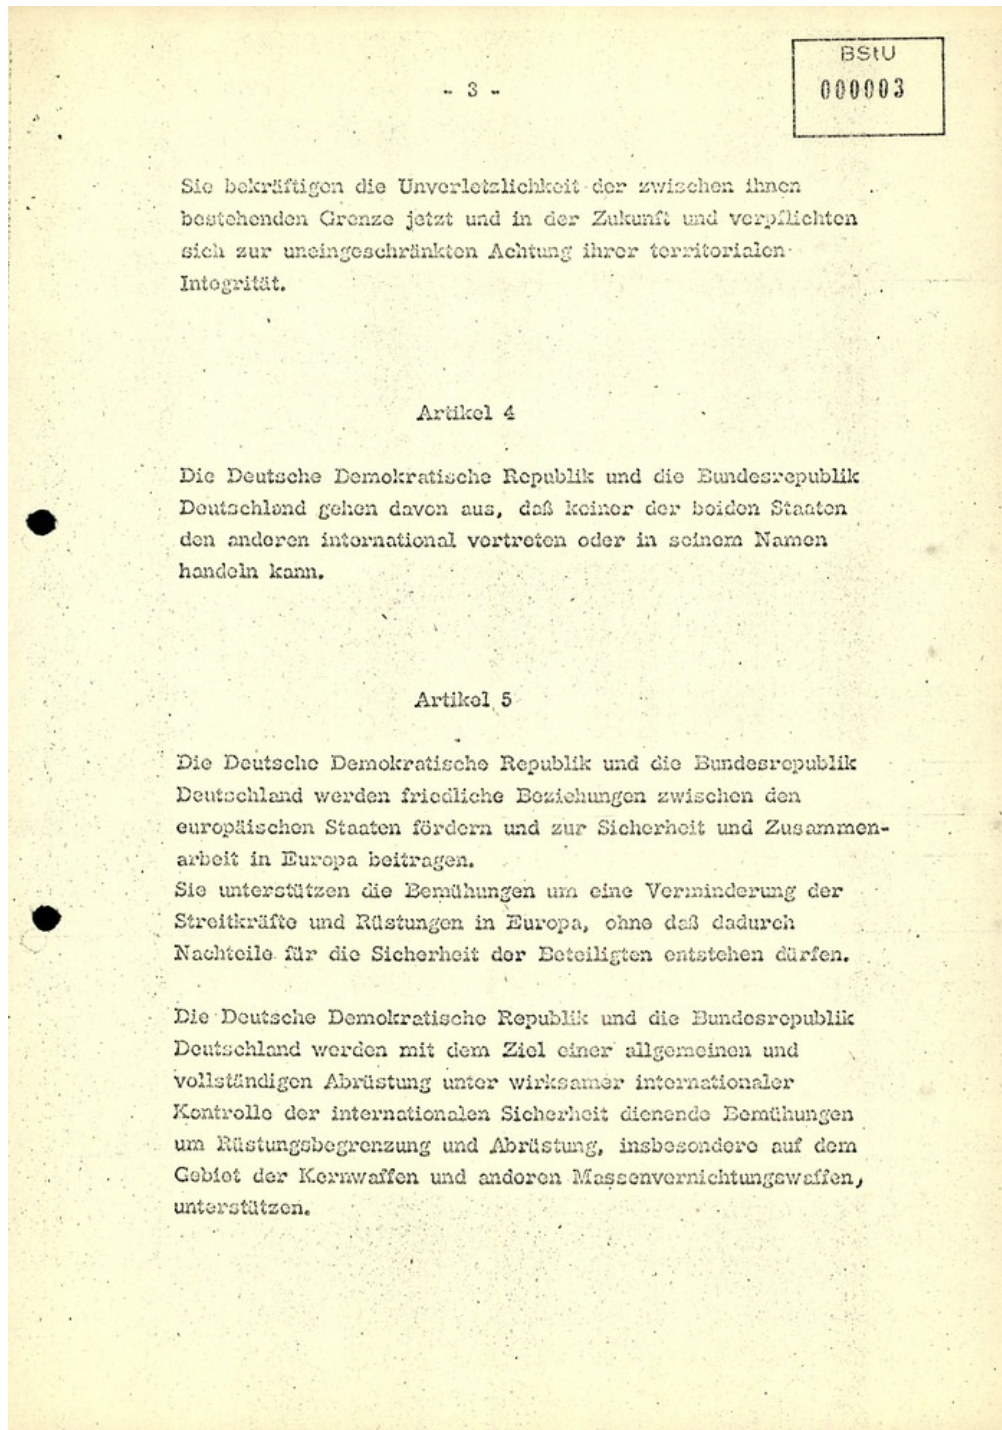 BStU
000003
- 3 -
Sie bekräftigen die Unverletzlichkeit der zwischen ihnen
bestehenden Grenze jetzt und in der Zukunft und verpflichten
sich zur uneingeschränkten Achtung ihrer territorialen
Integrität.
Artikel 4
Die Deutsche Demokratische Republik und die Bundesrepublik
Deutschland gehen davon aus, daß keiner der beiden Staaten
den anderen international vertreten oder in seinem Namen
handeln kann.
Artikel 5
Die Deutsche Demokratische Republik und die Bundesrepublik
Deutschland werden friedliche Beziehungen zwischen den
europäischen Staaten fördern und zur Sicherheit und Zusammen-
arbeit in Europa beitragen.
Sie unterstützen die Bemühungen um eine Verminderung der
Streitkräfte und Rüstungen in Europa, ohne daß dadurch
Nachteile für die Sicherheit der Beteiligten entstehen dürfen.
Die Deutsche Demokratische Republik und die Bundesrepublik
Deutschland werden mit dem Ziel einer allgemeinen und
vollständigen Abrüstung unter wirksamer internationaler
Kontrolle der internationalen Sicherheit dienende Bemühungen
um Rüstungsbegrenzung und Abrüstung, insbesondere auf dem
Gebiet der Kernwaffen und anderen Massenvernichtungswaffen,
unterstützen.